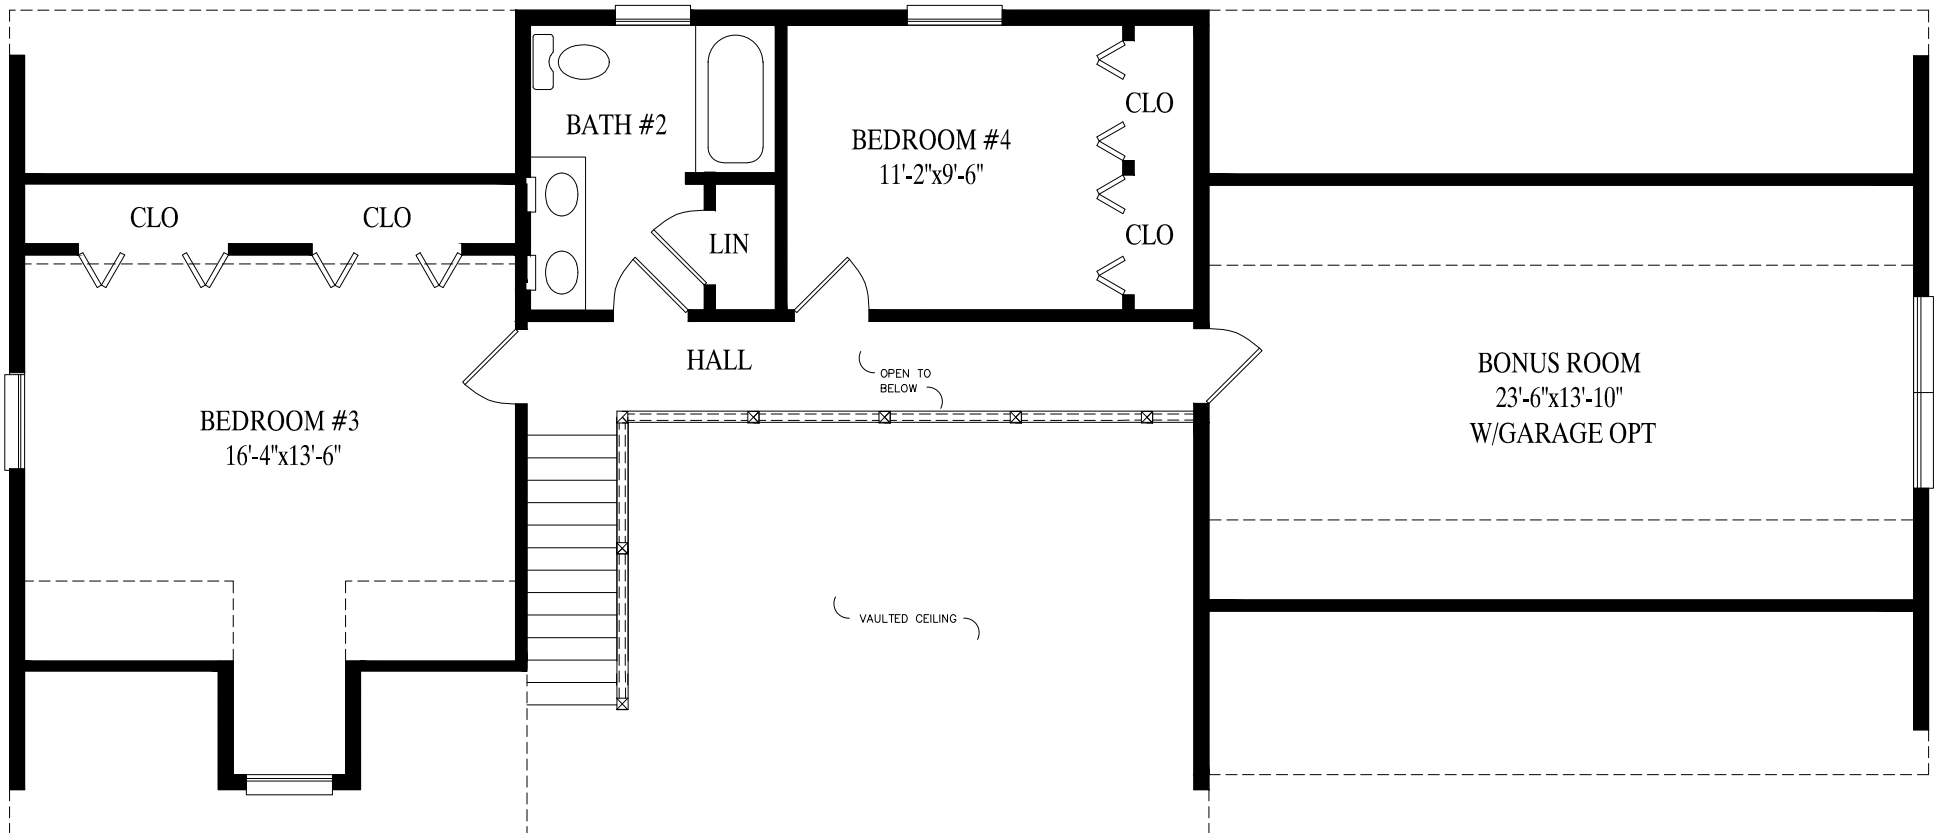 BATH #2
CLO
BEDROOM #4
11'-2"x9'-6"
CLO
CLO
LIN
CLO
HALL
OPEN TO
BELOW
BEDROOM #3
16'-4"x13'-6"
BONUS ROOM
23'-6"x13'-10"
W/GARAGE OPT
VAULTED CEILING